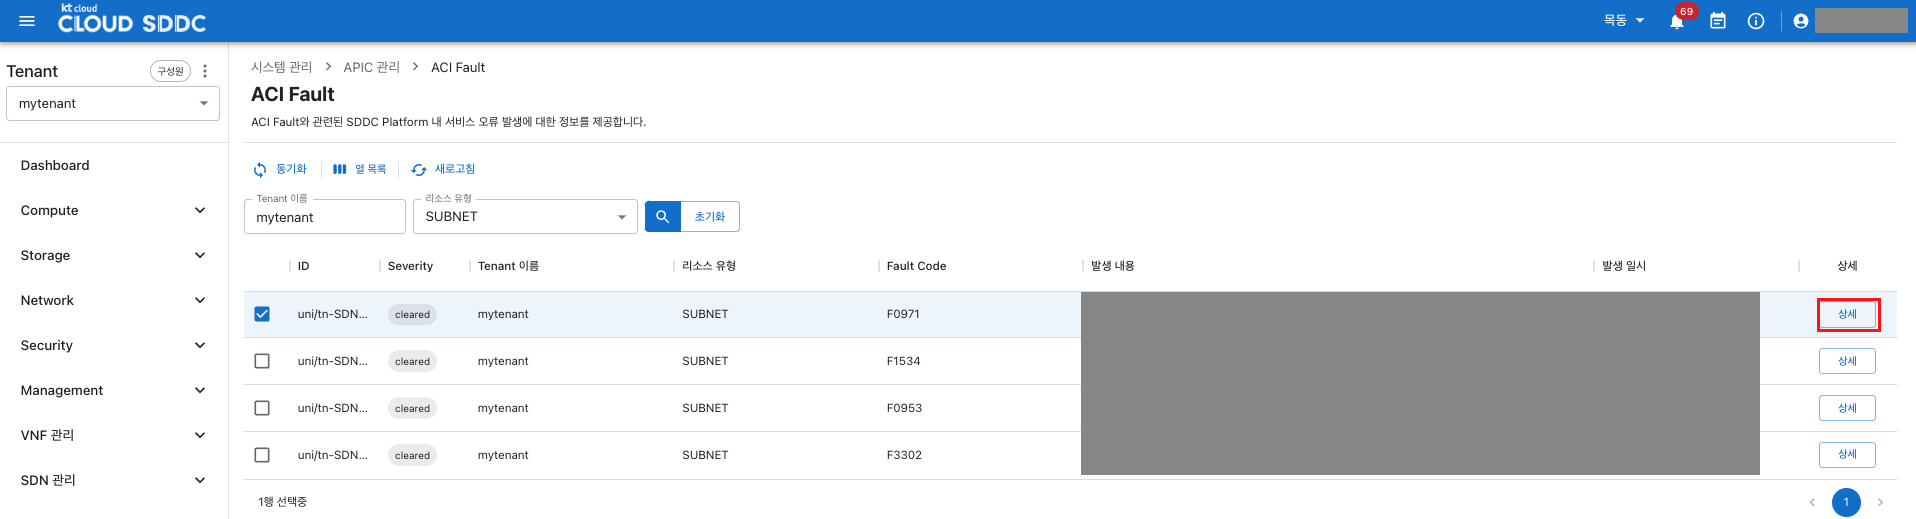 kt cloud
CLOUD SDDC
목동
69
Tenant
구성원
mytenant
Dashboard
Compute
Storage
Network
Security
Management
VNF 관리
SDN 관리
시스템 관리 > APIC 관리 > ACI Fault
ACI Fault
ACI Fault와 관련된 SDDC Platform 내 서비스 오류 발생에 대한 정보를 제공합니다.
동기화 열 목록 새로고침
Tenant 이름 리소스 유형
mytenant SUBNET 초기화
ID Severity Tenant 이름 리소스 유형 Fault Code 발생 내용 발생 일시 상세
uni/tn-SDN... cleared mytenant SUBNET F0971 상세
uni/tn-SDN... cleared mytenant SUBNET F1534 상세
uni/tn-SDN... cleared mytenant SUBNET F0953 상세
uni/tn-SDN... cleared mytenant SUBNET F3302 상세
1행 선택중 1